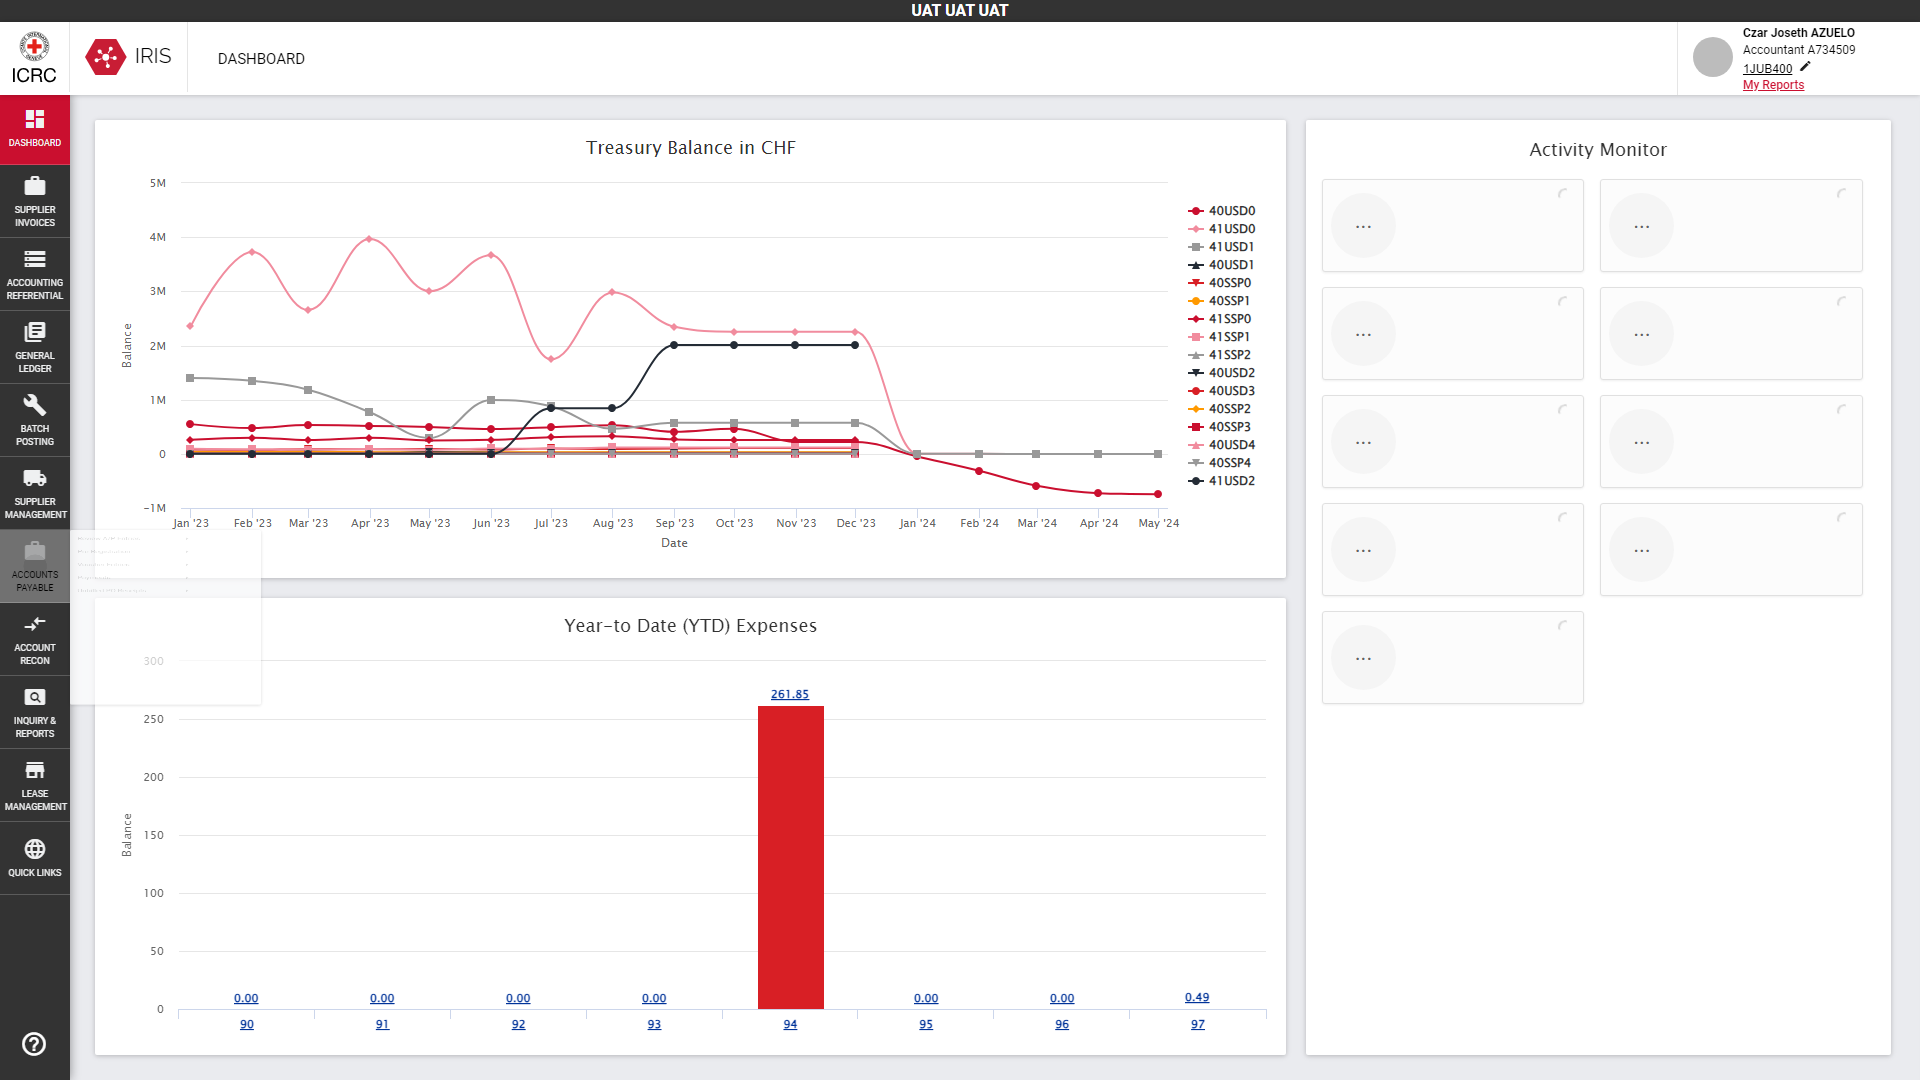 UAT UAT UAT
ICRC
IRIS
DASHBOARD
Czar Joseth AZUELO
Accountant A734509
1JUB400
My Reports
DASHBOARD
SUPPLIER
INVOICES
ACCOUNTING
REFERENTIAL
GENERAL
LEDGER
BATCH
POSTING
SUPPLIER
MANAGEMENT
ACCOUNTS
PAYABLE
ACCOUNT
RECON
INQUIRY &
REPORTS
LEASE
MANAGEMENT
QUICK LINKS
Treasury Balance in CHF
5M
4M
3M
2M
1M
0
-1M
Balance
Jan '23 Feb '23 Mar '23 Apr '23 May '23 Jun '23 Jul '23 Aug '23 Sep '23 Oct '23 Nov '23 Dec '23 Jan '24 Feb '24 Mar '24 Apr '24 May '24
Date
40USD0
41USD0
41USD1
40USD1
40SSP0
40SSP1
41SSP0
41SSP1
41SSP2
40USD2
40USD3
40SSP2
40SSP3
40USD4
40SSP4
41USD2
Year-to Date (YTD) Expenses
300
250
200
150
100
50
0
Balance
0.00 0.00 0.00 0.00 261.85 0.00 0.00 0.49
90 91 92 93 94 95 96 97
Activity Monitor
... ...
... ...
... ...
... ...
...